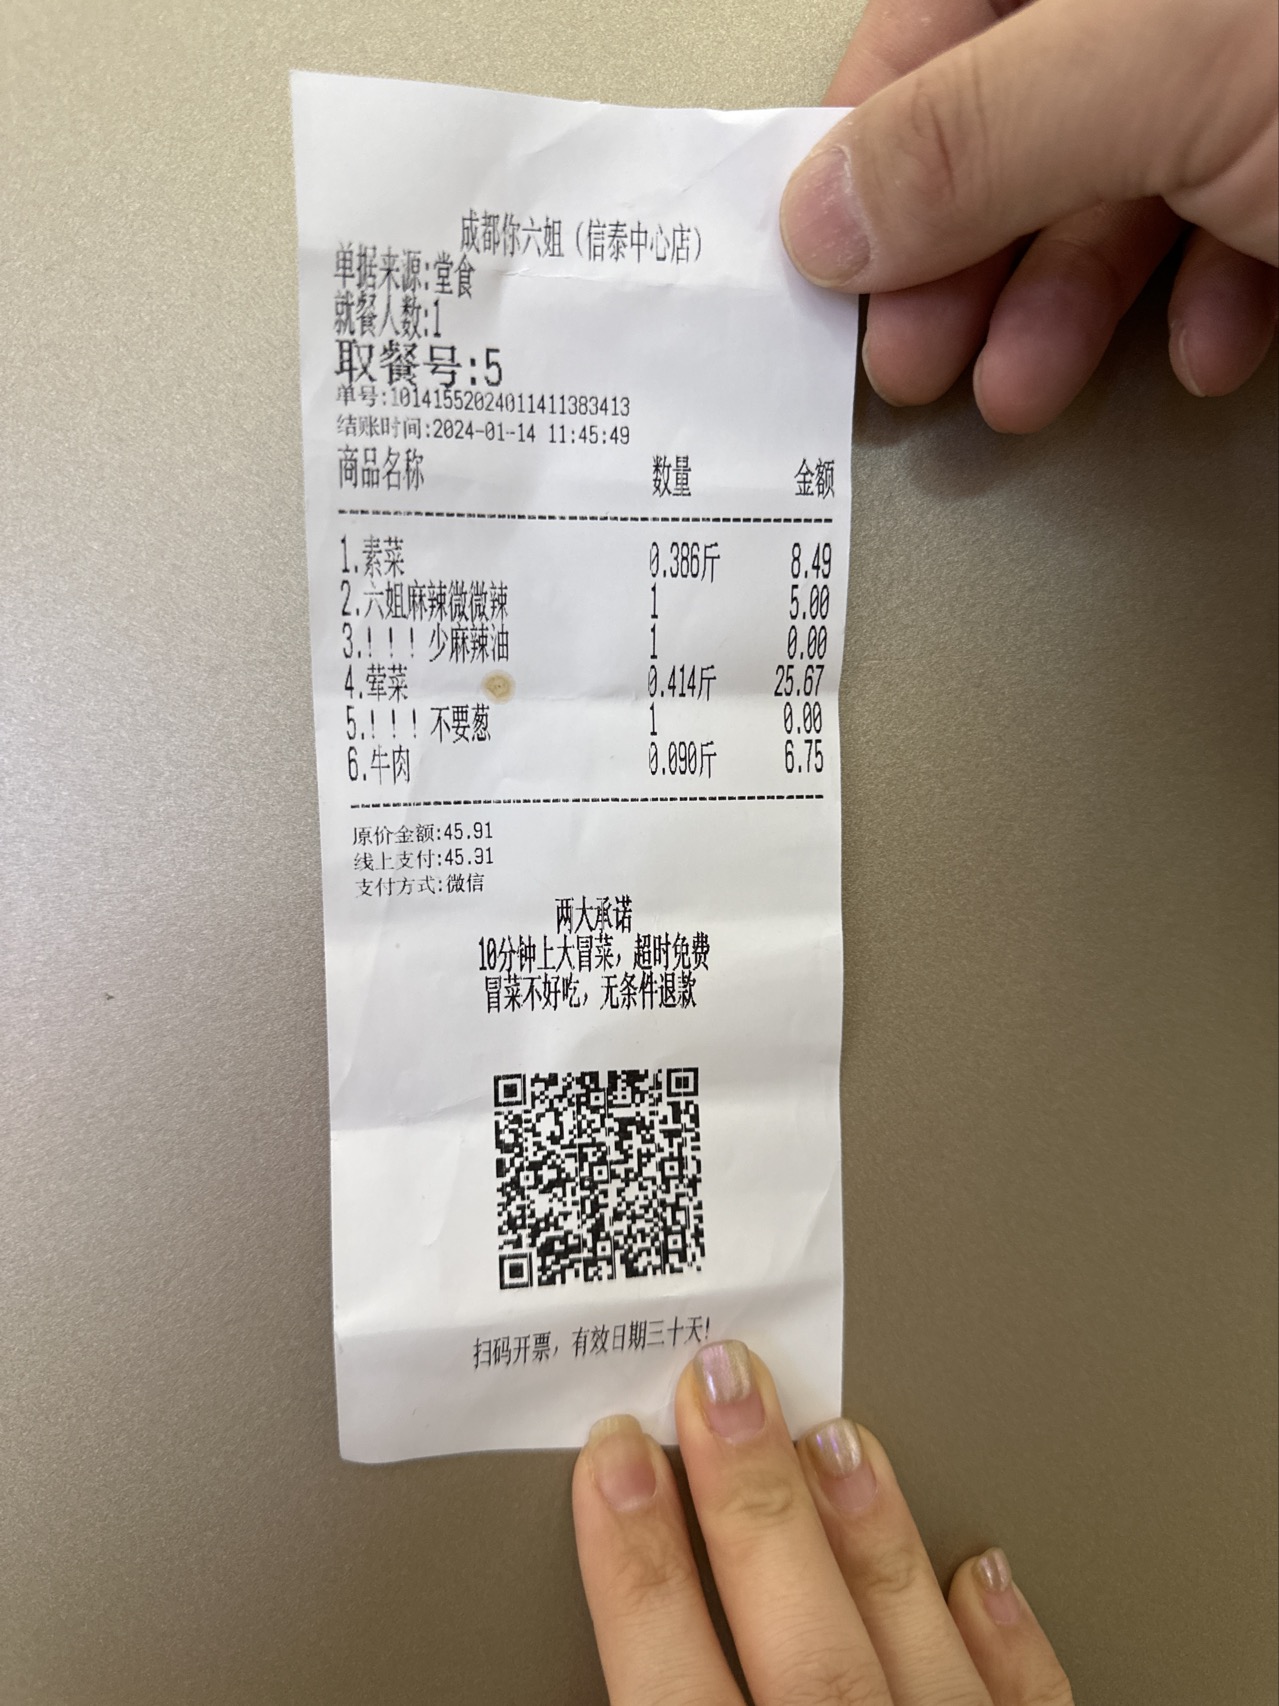 成都你六姐（信泰中心店）
单据来源:堂食
就餐人数:1
取餐号:5
单号:10141552024011411383413
结账时间:2024-01-14 11:45:49
商品名称 数量 金额
1.素菜 0.386斤 8.49
2.六姐麻辣微微辣 1 5.00
3.!!!少麻辣油 1 0.00
4.荤菜 0.414斤 25.67
5.!!!不要葱 1 0.00
6.牛肉 0.090斤 6.75
原价金额:45.91
线上支付:45.91
支付方式:微信
两大承诺
10分钟上大冒菜，超时免费
冒菜不好吃，无条件退款
扫码开票，有效日期三十天!